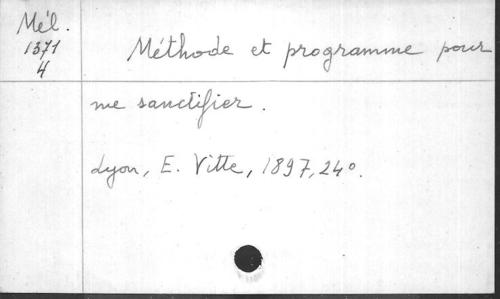 Mél.
1371
4
Méthode et programme pour
me sanctifier.
Lyon, E. Vitte, 1897, 24°.